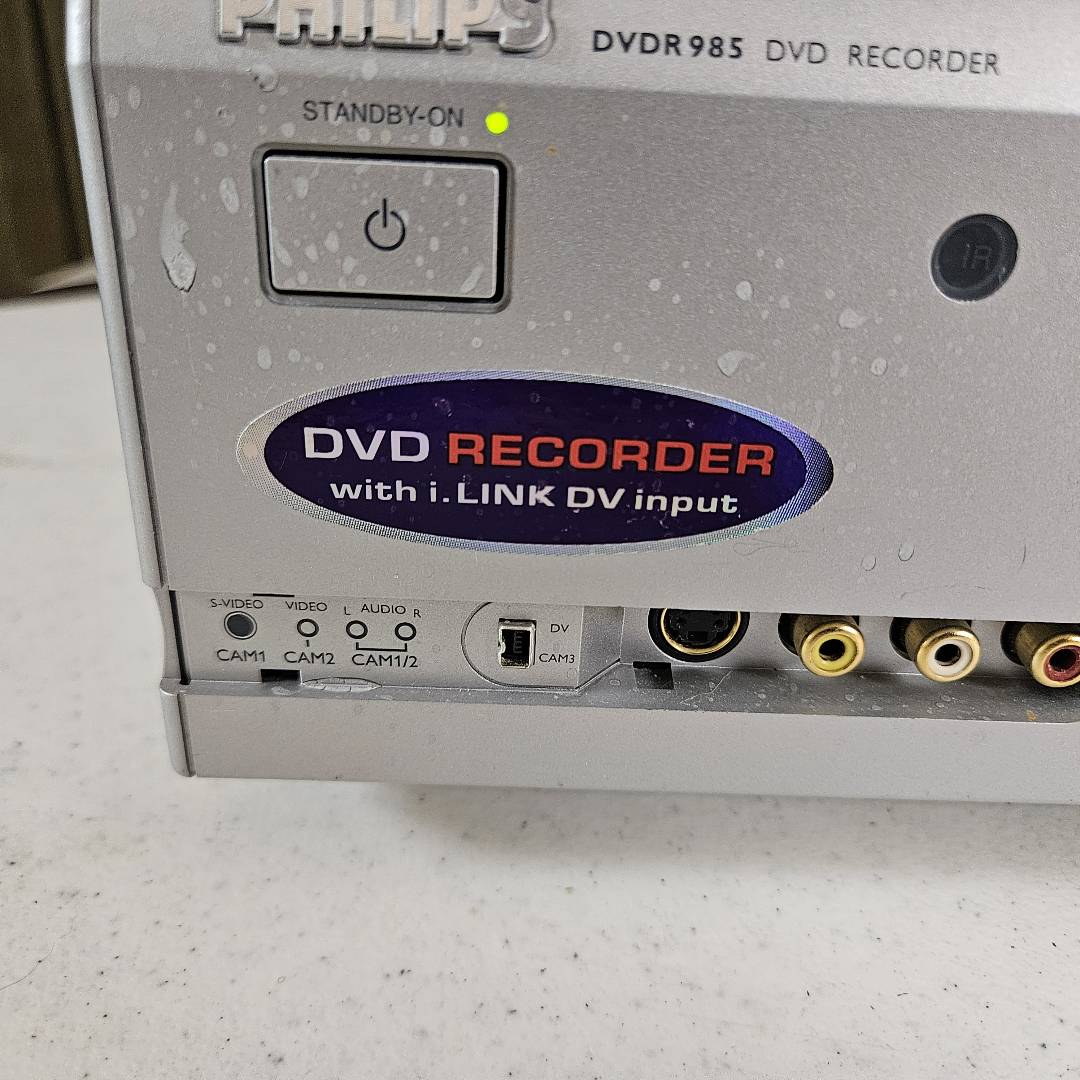 PHILIPS
DVDR985 DVD RECORDER
STANDBY-ON
IR
DVD RECORDER
with i.LINK DV input
S-VIDEO VIDEO L AUDIO R
DV
CAM1 CAM2 CAM1/2
CAM3